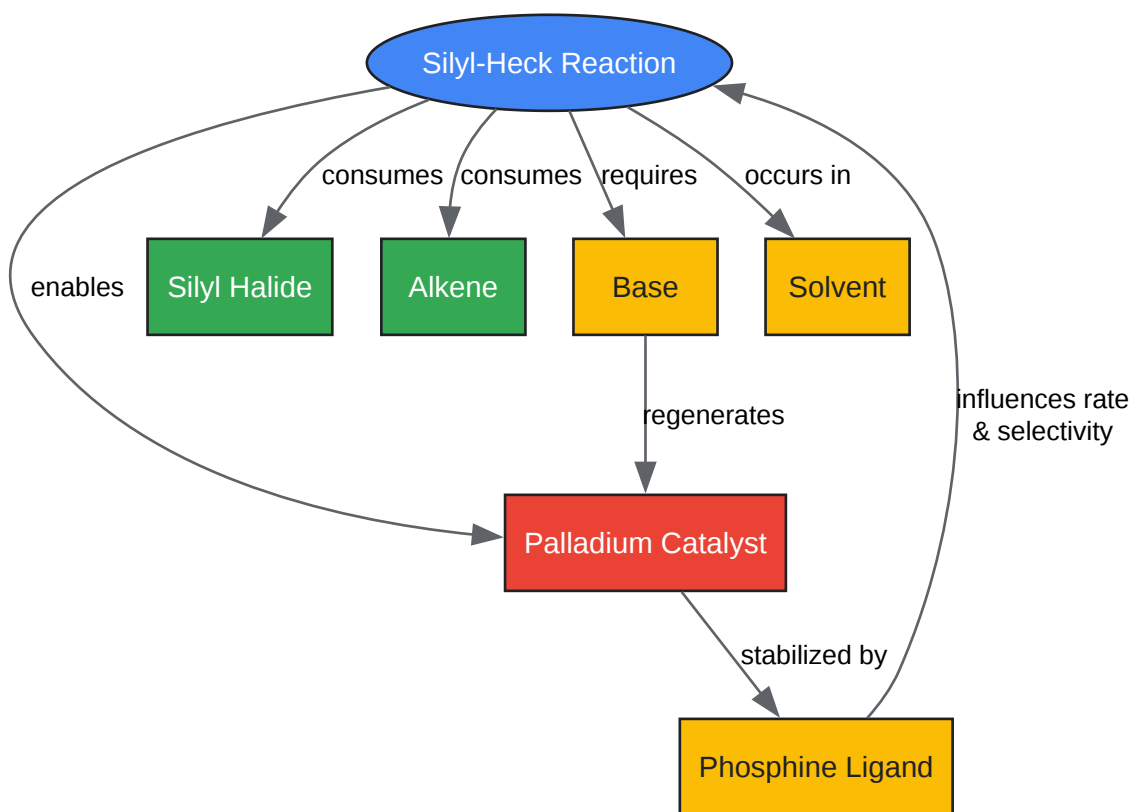 Silyl-Heck Reaction
consumes
consumes
requires
occurs in
enables
Silyl Halide
Alkene
Base
Solvent
influences rate
& selectivity
regenerates
Palladium Catalyst
stabilized by
Phosphine Ligand